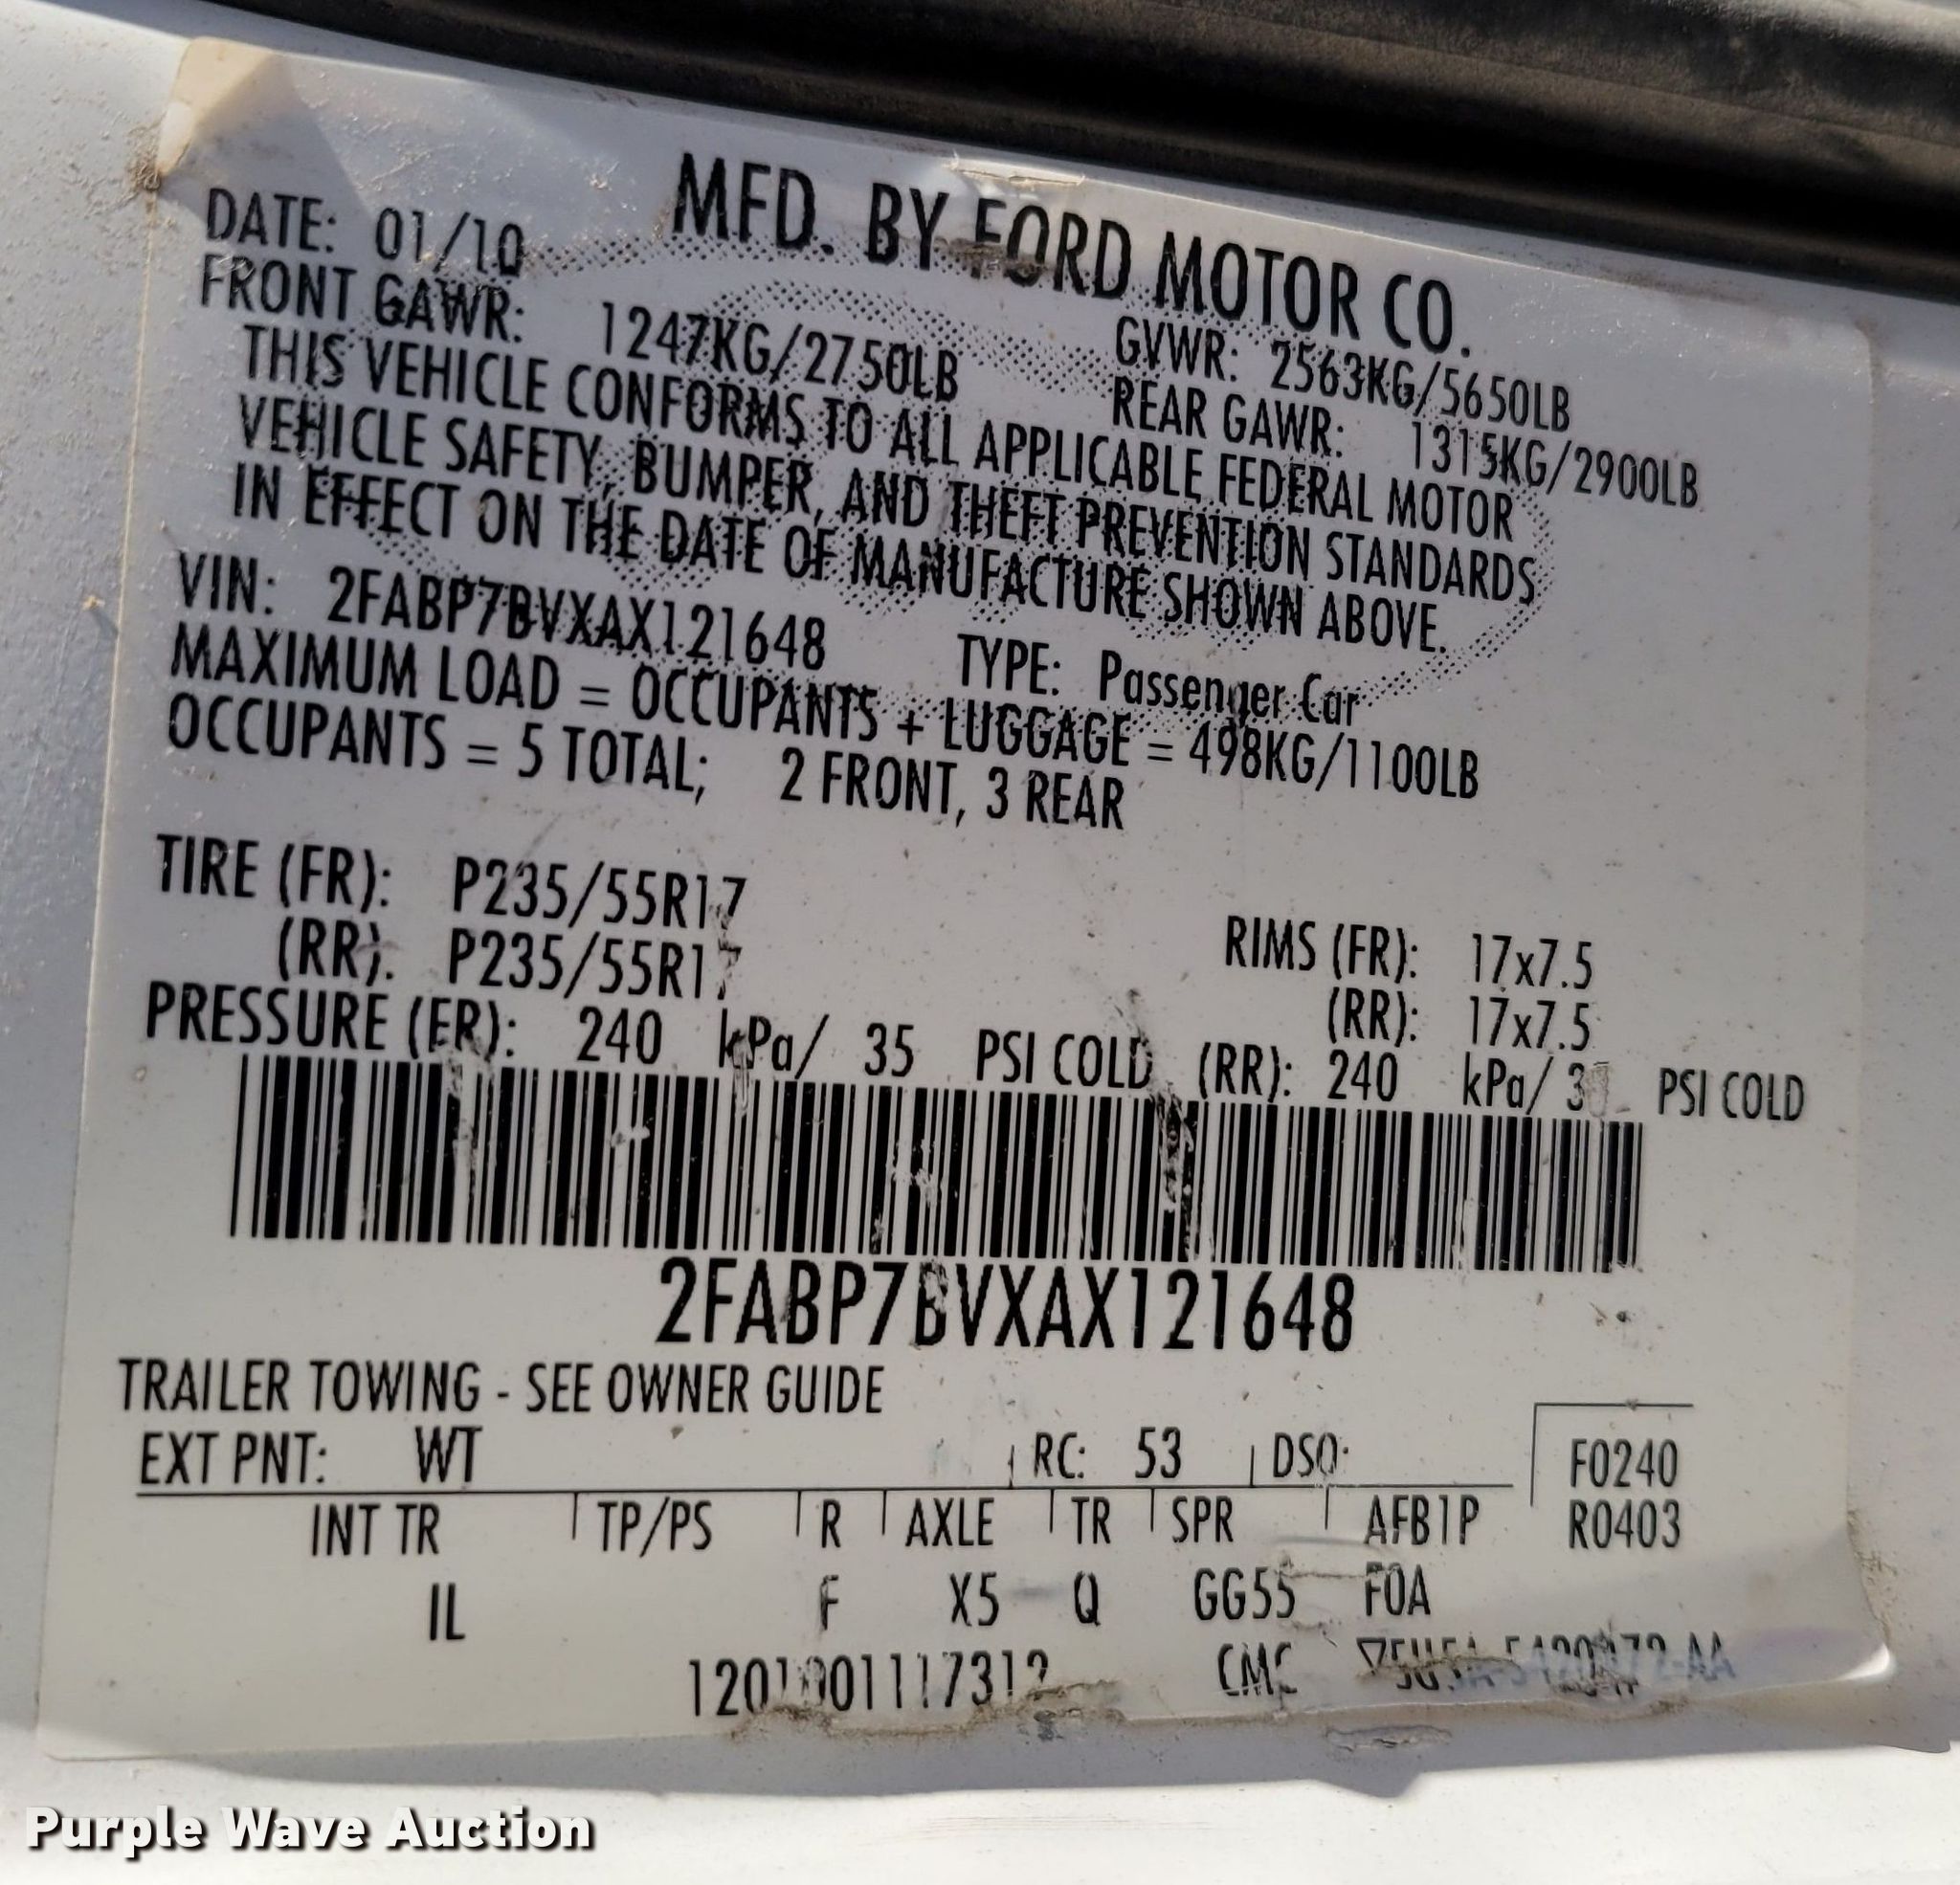 MFD. BY FORD MOTOR CO.
DATE: 01/10 GVWR: 2563KG/5650LB
FRONT GAWR: 1247KG/2750LB REAR GAWR: 1315KG/2900LB
THIS VEHICLE CONFORMS TO ALL APPLICABLE FEDERAL MOTOR
VEHICLE SAFETY, BUMPER, AND THEFT PREVENTION STANDARDS
IN EFFECT ON THE DATE OF MANUFACTURE SHOWN ABOVE.
VIN: 2FABP7BVXAX121648 TYPE: Passenger Car
MAXIMUM LOAD = OCCUPANTS + LUGGAGE = 498KG/1100LB
OCCUPANTS = 5 TOTAL; 2 FRONT, 3 REAR
TIRE (FR): P235/55R17 RIMS (FR): 17x7.5
(RR): P235/55R17 (RR): 17x7.5
PRESSURE (FR): 240 kPa/ 35 PSI COLD (RR): 240 kPa/ PSI COLD
2FABP7BVXAX121648
TRAILER TOWING - SEE OWNER GUIDE
EXT PNT: WT RC: 53 DSO: F0240
INT TR TP/PS R AXLE TR SPR AFB1P R0403
IL F X5 Q GG55 FOA
CMC
Purple Wave Auction